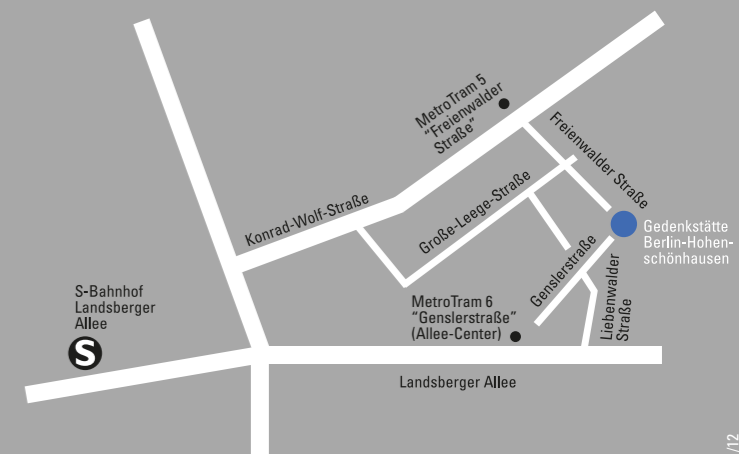 MetroTram 5
“Freienwalder
Straße”
Freienwalder Straße
Konrad-Wolf-Straße
Große-Leege-Straße
Gedenkstätte
Berlin-Hohen-
schönhausen
Genslerstraße
Liebenwalder
Straße
S-Bahnhof
Landsberger
Allee
S
MetroTram 6
“Genslerstraße”
(Allee-Center)
Landsberger Allee
/12